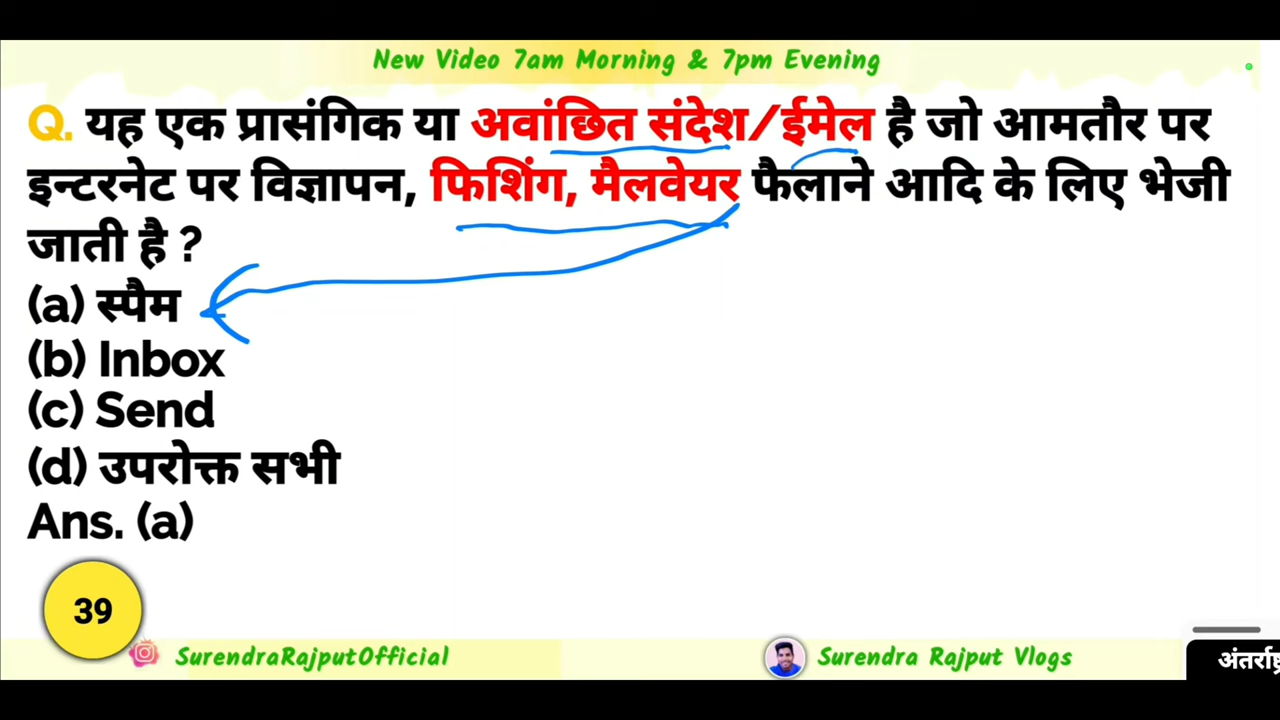 New Video 7am Morning & 7pm Evening
Q. यह एक प्रासंगिक या अवांछित संदेश/ईमेल है जो आमतौर पर
इन्टरनेट पर विज्ञापन, फिशिंग, मैलवेयर फैलाने आदि के लिए भेजी
जाती है ?
(a) स्पैम
(b) Inbox
(c) Send
(d) उपरोक्त सभी
Ans. (a)
39
SurendraRajputOfficial
Surendra Rajput Vlogs